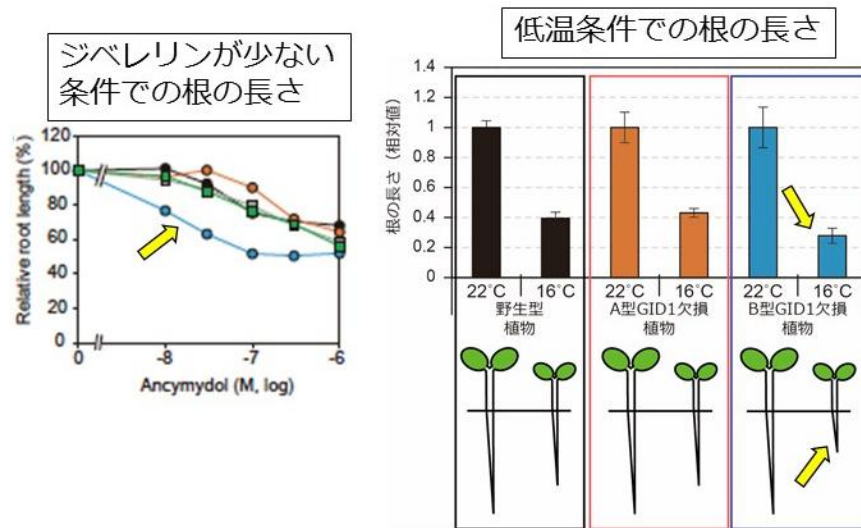 ジベレリンが少ない
条件での根の長さ
Relative root length (%)
120
100
80
60
40
20
0
0
-8
-7
-6
Ancymydol (M, log)
低温条件での根の長さ
根の長さ（相対値）
1.4
1.2
1
0.8
0.6
0.4
0.2
0
22˚C
16˚C
22˚C
16˚C
22˚C
16˚C
野生型
植物
A型GID1欠損
植物
B型GID1欠損
植物